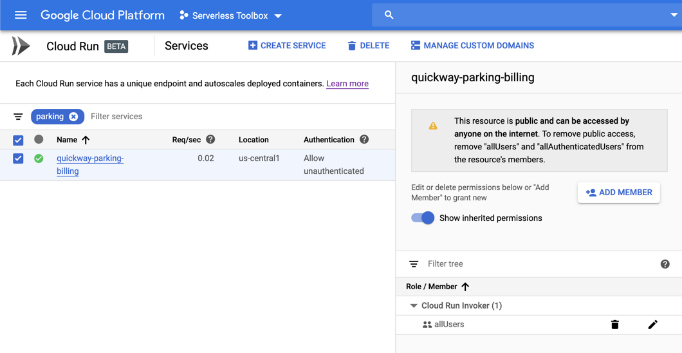 Google Cloud Platform
Serverless Toolbox
Cloud Run BETA
Services
CREATE SERVICE
DELETE
MANAGE CUSTOM DOMAINS
Each Cloud Run service has a unique endpoint and autoscales deployed containers. Learn more
parking
Filter services
Name
Req/sec
Location
Authentication
quickway-parking-
billing
0.02
us-central1
Allow
unauthenticated
quickway-parking-billing
This resource is public and can be accessed by
anyone on the internet. To remove public access,
remove "allUsers" and "allAuthenticatedUsers" from
the resource's members.
Edit or delete permissions below or "Add
Member" to grant new
ADD MEMBER
Show inherited permissions
Filter tree
Role / Member
Cloud Run Invoker (1)
allUsers